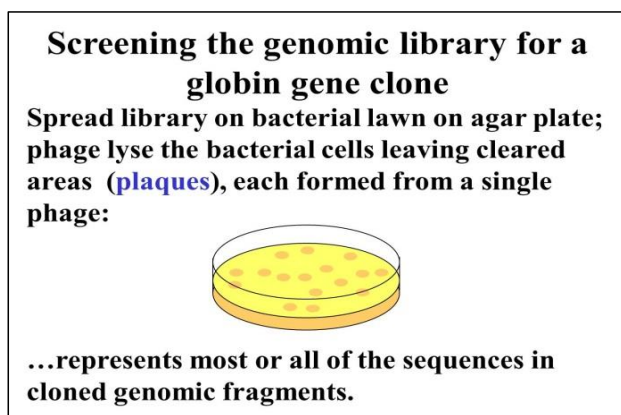 Screening the genomic library for a
globin gene clone
Spread library on bacterial lawn on agar plate;
phage lyse the bacterial cells leaving cleared
areas (plaques), each formed from a single
phage:
…represents most or all of the sequences in
cloned genomic fragments.